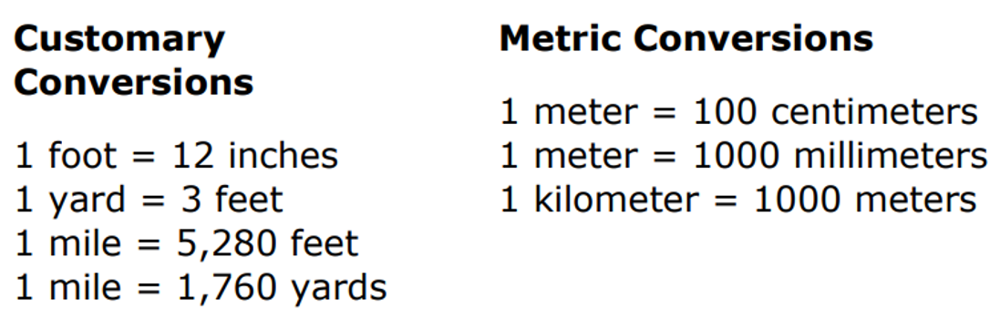 Customary
Conversions
1 foot = 12 inches
1 yard = 3 feet
1 mile = 5,280 feet
1 mile = 1,760 yards
Metric Conversions
1 meter = 100 centimeters
1 meter = 1000 millimeters
1 kilometer = 1000 meters